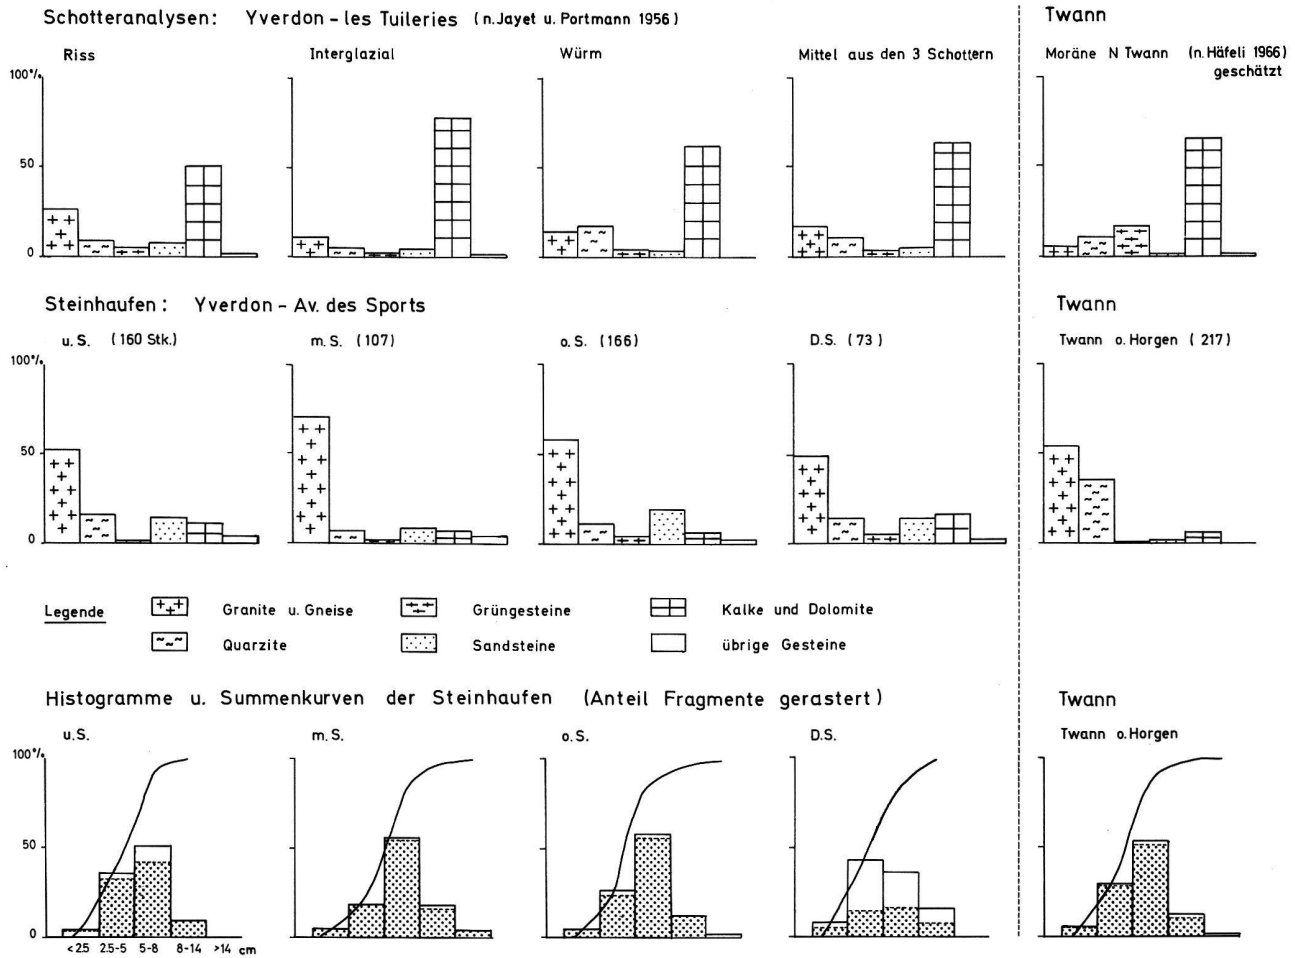 Schotteranalysen: Yverdon - les Tuileries (n. Jayet u. Portmann 1956) Twann
Riss Interglazial Würm Mittel aus den 3 Schottern Moräne N Twann (n. Häfeli 1966)
geschätzt
100%
50
0
Steinhaufen: Yverdon - Av. des Sports Twann
u. S. (160 Stk.) m. S. (107) o. S. (166) D.S. (73) Twann o. Horgen (217)
100%
50
0
Legende Granite u. Gneise Grüngesteine Kalke und Dolomite
Quarzite Sandsteine übrige Gesteine
Histogramme u. Summenkurven der Steinhaufen (Anteil Fragmente gerastert) Twann
u.S. m.S. o.S. D.S. Twann o. Horgen
100%
50
0
<25 2.5-5 5-8 8-14 >14 cm